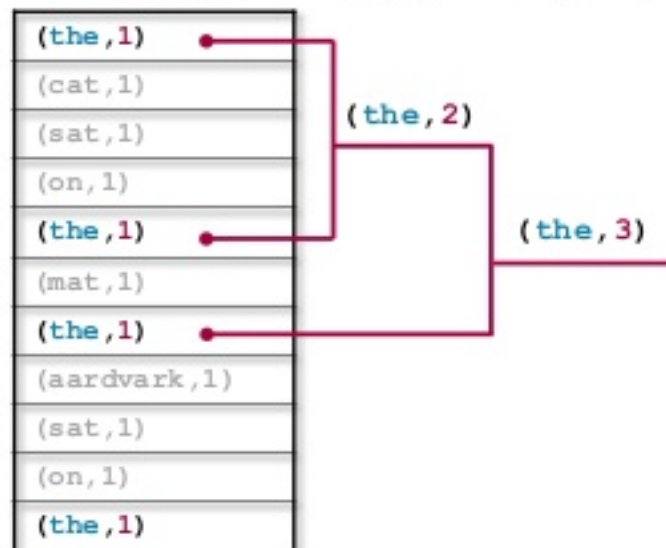 (the,1)
(cat,1)
(sat,1)
(on,1)
(the,1)
(mat,1)
(the,1)
(aardvark,1)
(sat,1)
(on,1)
(the,1)
(the,2)
(the,3)